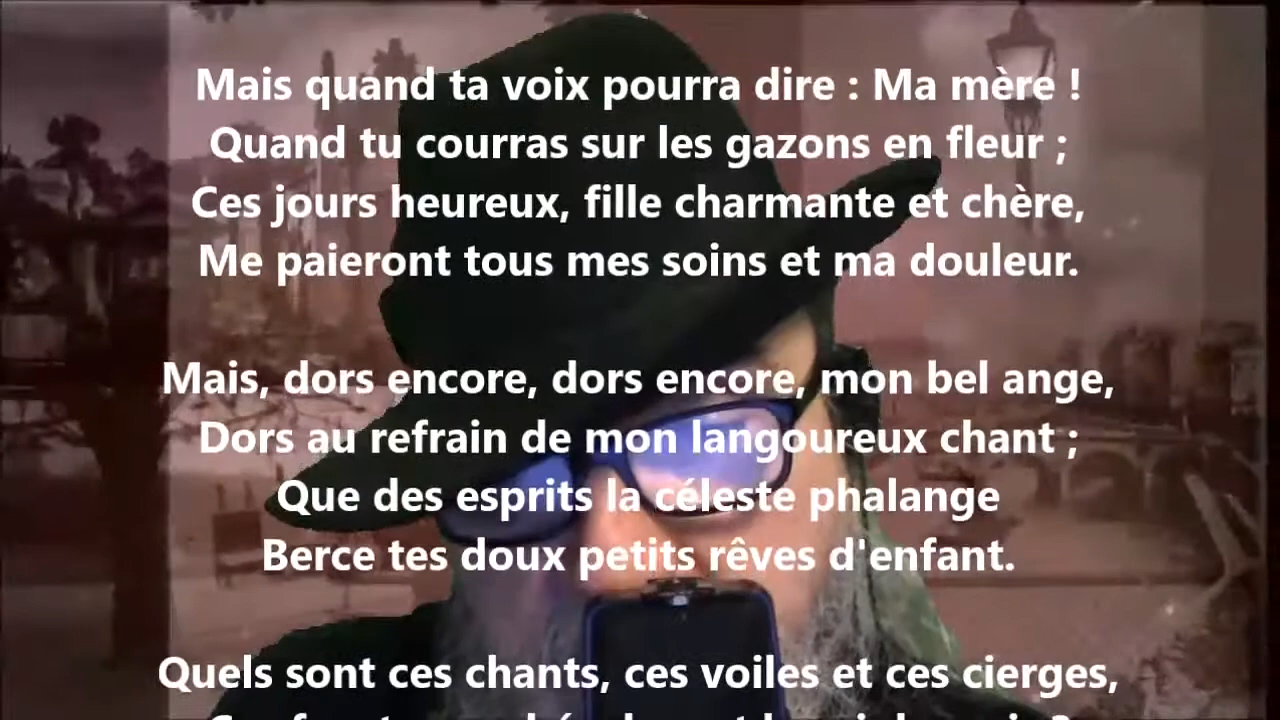 Mais quand ta voix pourra dire : Ma mère !
Quand tu courras sur les gazons en fleur ;
Ces jours heureux, fille charmante et chère,
Me paieront tous mes soins et ma douleur.
Mais, dors encore, dors encore, mon bel ange,
Dors au refrain de mon langoureux chant ;
Que des esprits la céleste phalange
Berce tes doux petits rêves d'enfant.
Quels sont ces chants, ces voiles et ces cierges,